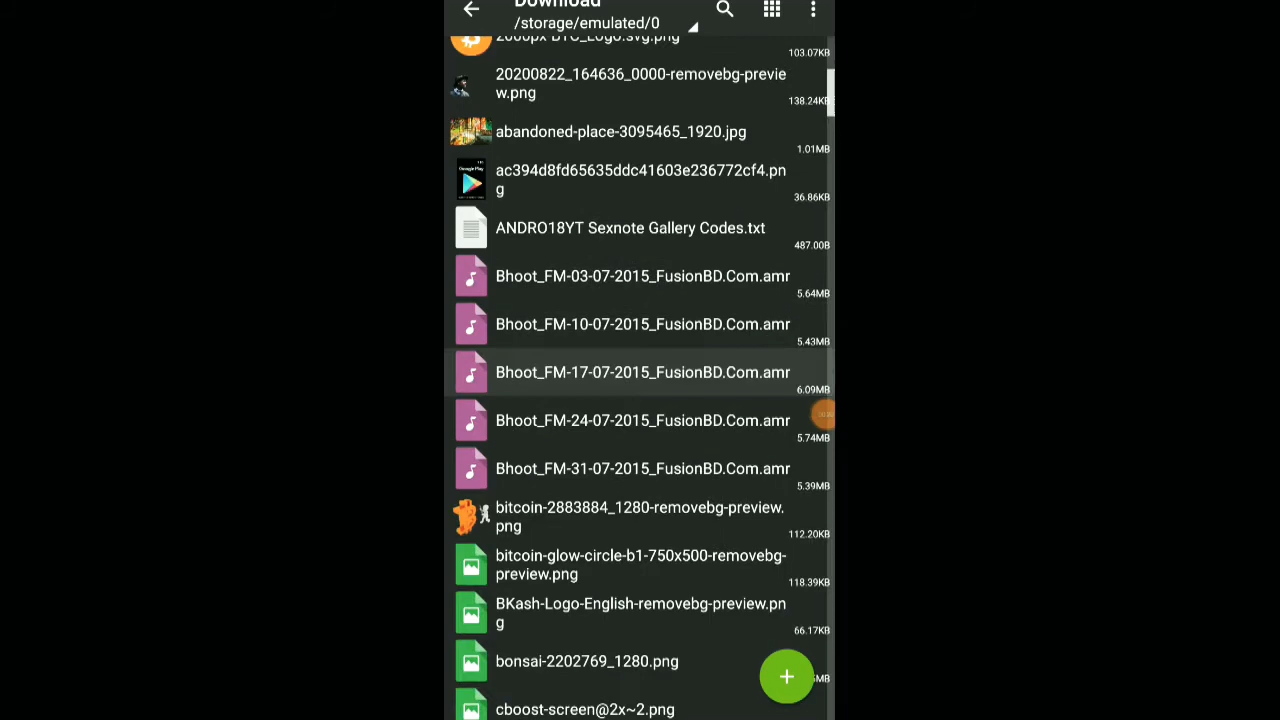 Download
/storage/emulated/0
2000px-BTC_Logo.svg.png
103.07KB
20200822_164636_0000-removebg-previe
w.png
138.24KB
abandoned-place-3095465_1920.jpg
1.01MB
ac394d8fd65635ddc41603e236772cf4.pn
g
36.86KB
ANDRO18YT Sexnote Gallery Codes.txt
487.00B
Bhoot_FM-03-07-2015_FusionBD.Com.amr
5.64MB
Bhoot_FM-10-07-2015_FusionBD.Com.amr
5.43MB
Bhoot_FM-17-07-2015_FusionBD.Com.amr
6.09MB
Bhoot_FM-24-07-2015_FusionBD.Com.amr
5.74MB
Bhoot_FM-31-07-2015_FusionBD.Com.amr
5.39MB
bitcoin-2883884_1280-removebg-preview.
png
112.20KB
bitcoin-glow-circle-b1-750x500-removebg-
preview.png
118.39KB
BKash-Logo-English-removebg-preview.pn
g
66.17KB
bonsai-2202769_1280.png
cboost-screen@2x~2.png